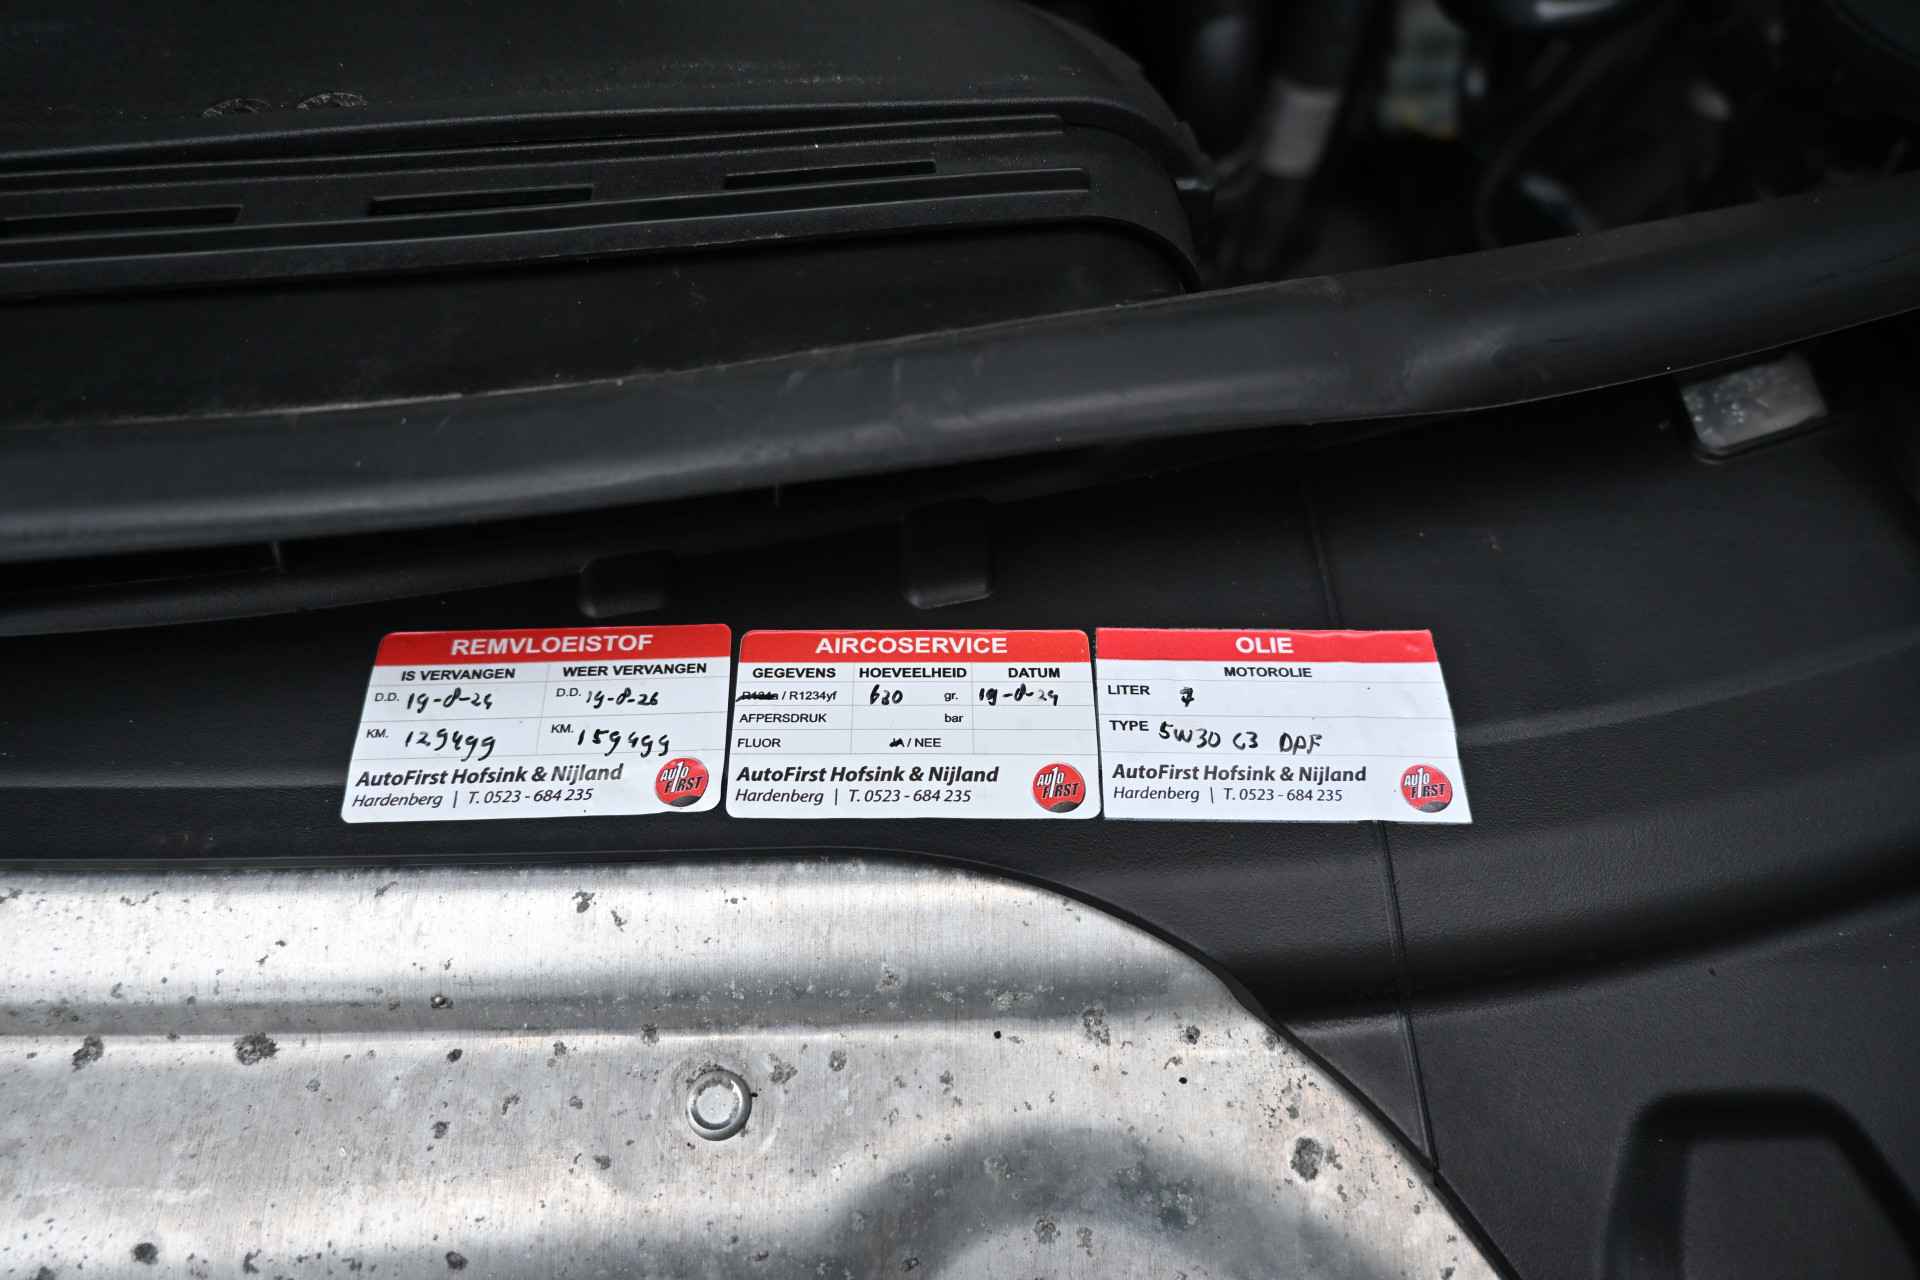 REMVLOEISTOF
IS VERVANGEN WEER VERVANGEN
D.D. 19-8-24 D.D. 19-8-26
KM. 129499 KM. 159499
AutoFirst Hofsink & Nijland
Hardenberg | T. 0523 - 684 235
AUTO FIRST
AIRCOSERVICE
GEGEVENS HOEVEELHEID DATUM
R134a / R1234yf 630 gr. 19-8-24
AFPERSDRUK bar
FLUOR / NEE
AutoFirst Hofsink & Nijland
Hardenberg | T. 0523 - 684 235
AUTO FIRST
OLIE
MOTOROLIE
LITER 7
TYPE 5W30 C3 DPF
AutoFirst Hofsink & Nijland
Hardenberg | T. 0523 - 684 235
AUTO FIRST